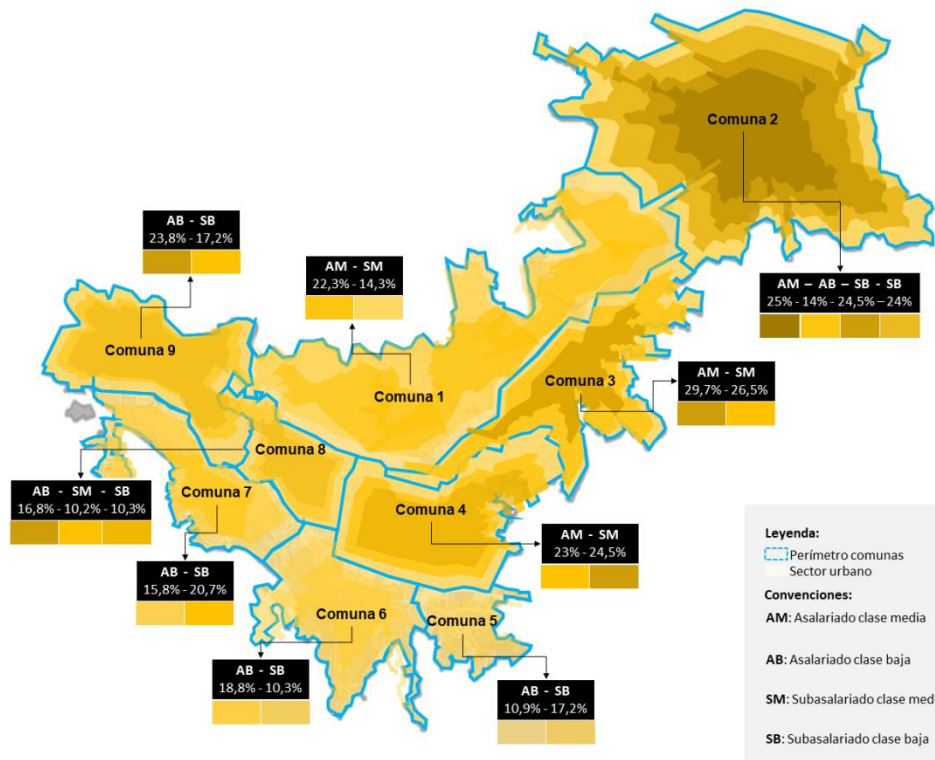 Comuna 2
AB - SB
23,8% - 17,2%
AM - SM
22,3% - 14,3%
AM – AB – SB - SB
25% - 14% - 24,5% – 24%
Comuna 9
Comuna 3
AM - SM
29,7% - 26,5%
Comuna 1
Comuna 8
Comuna 7
AB - SM - SB
16,8% - 10,2% - 10,3%
Comuna 4
AM - SM
23% - 24,5%
AB - SB
15,8% - 20,7%
Comuna 6
Comuna 5
AB - SB
18,8% - 10,3%
AB - SB
10,9% - 17,2%
Leyenda:
Perímetro comunas
Sector urbano
Convenciones:
AM: Asalariado clase media
AB: Asalariado clase baja
SM: Subasalariado clase med
SB: Subasalariado clase baja